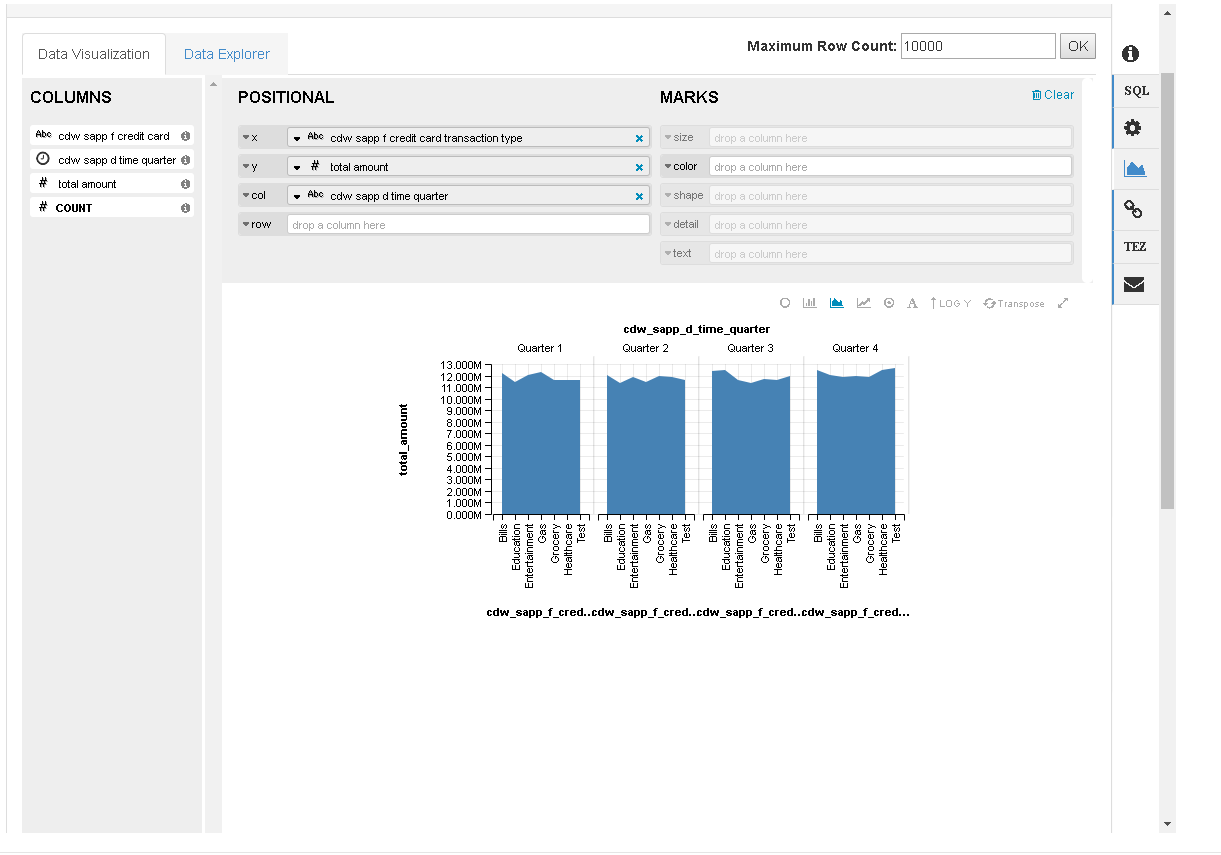 Data Visualization
Data Explorer
Maximum Row Count: 10000 OK
COLUMNS
Abc cdw sapp f credit card
cdw sapp d time quarter
# total amount
# COUNT
POSITIONAL
x Abc cdw sapp f credit card transaction type
y # total amount
col Abc cdw sapp d time quarter
row drop a column here
MARKS
Clear
size drop a column here
color drop a column here
shape drop a column here
detail drop a column here
text drop a column here
SQL
TEZ
A LOG Y Transpose
cdw_sapp_d_time_quarter
Quarter 1 Quarter 2 Quarter 3 Quarter 4
total_amount
13.000M
12.000M
11.000M
10.000M
9.000M
8.000M
7.000M
6.000M
5.000M
4.000M
3.000M
2.000M
1.000M
0.000M
Bills Education Entertainment Gas Grocery Healthcare Test
Bills Education Entertainment Gas Grocery Healthcare Test
Bills Education Entertainment Gas Grocery Healthcare Test
Bills Education Entertainment Gas Grocery Healthcare Test
cdw_sapp_f_cred...cdw_sapp_f_cred...cdw_sapp_f_cred...cdw_sapp_f_cred...